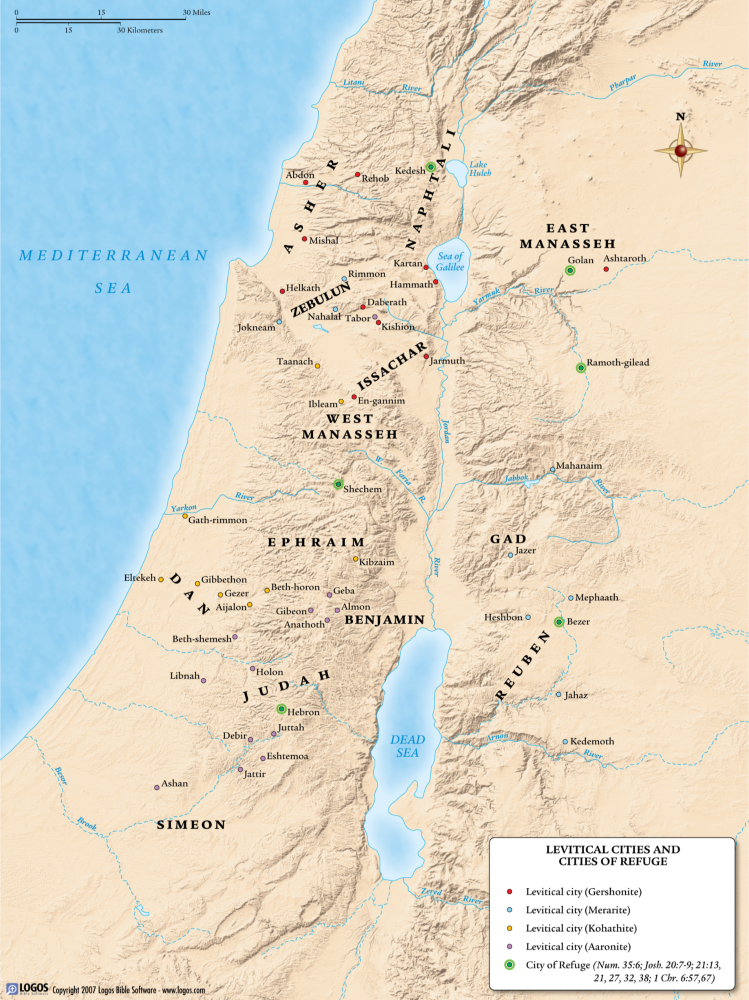 0 15 30 Miles
0 15 30 Kilometers
Litani River
Pharpar River
N
Abdon
Rehob
Kedesh
Lake
Huleh
ASHER
NAPHTALI
Mishal
MEDITERRANEAN
SEA
EAST
MANASSEH
Golan
Ashtaroth
Kartan
Sea of
Galilee
Rimmon
Hammath
Helkath
ZEBULUN
Daberath
Yarmuk River
Nahalal
Tabor
Jokneam
Kishion
Taanach
ISSACHAR
Jarmuth
Ramoth-gilead
Ibleam
En-gannim
WEST
MANASSEH
Jordan
W. Faria R.
Mahanaim
Jabbok River
Shechem
Yarkon River
Gath-rimmon
EPHRAIM
GAD
Jazer
Kibzaim
River
Eltekeh
DAN
Gibbethon
Gezer
Beth-horon
Geba
Aijalon
Gibeon
Almon
Anathoth
BENJAMIN
Mephaath
Heshbon
Bezer
Beth-shemesh
REUBEN
Libnah
Holon
JUDAH
Jahaz
Hebron
Juttah
Debir
DEAD
SEA
Arnon River
Kedemoth
Eshtemoa
Jattir
Besor Brook
Ashan
SIMEON
Zered River
LEVITICAL CITIES AND
CITIES OF REFUGE
Levitical city (Gershonite)
Levitical city (Merarite)
Levitical city (Kohathite)
Levitical city (Aaronite)
City of Refuge (Num. 35:6; Josh. 20:7-9; 21:13,
21, 27, 32, 38; 1 Chr. 6:57,67)
LOGOS
Copyright 2007 Logos Bible Software - www.logos.com